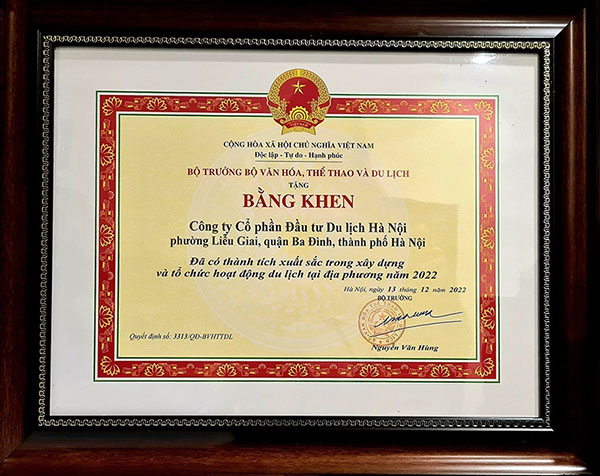 CỘNG HÒA XÃ HỘI CHỦ NGHĨA VIỆT NAM
Độc lập - Tự do - Hạnh phúc
BỘ TRƯỞNG BỘ VĂN HÓA, THỂ THAO VÀ DU LỊCH
TẶNG
BẰNG KHEN
Công ty Cổ phần Đầu tư Du lịch Hà Nội
phường Liễu Giai, quận Ba Đình, thành phố Hà Nội
Đã có thành tích xuất sắc trong xây dựng
và tổ chức hoạt động du lịch tại địa phương năm 2022
Hà Nội, ngày 13 tháng 12 năm 2022
BỘ TRƯỞNG
Quyết định số: 3313/QĐ-BVHTTDL
Nguyễn Văn Hùng